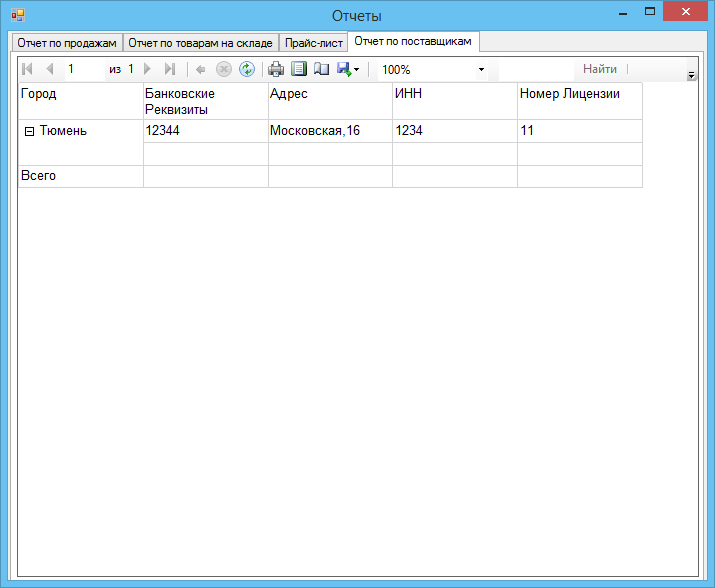 Отчеты
Отчет по продажам Отчет по товарам на складе Прайс-лист Отчет по поставщикам
1 из 1 100% Найти
Город Банковские Реквизиты Адрес ИНН Номер Лицензии
Тюмень 12344 Московская,16 1234 11
Всего